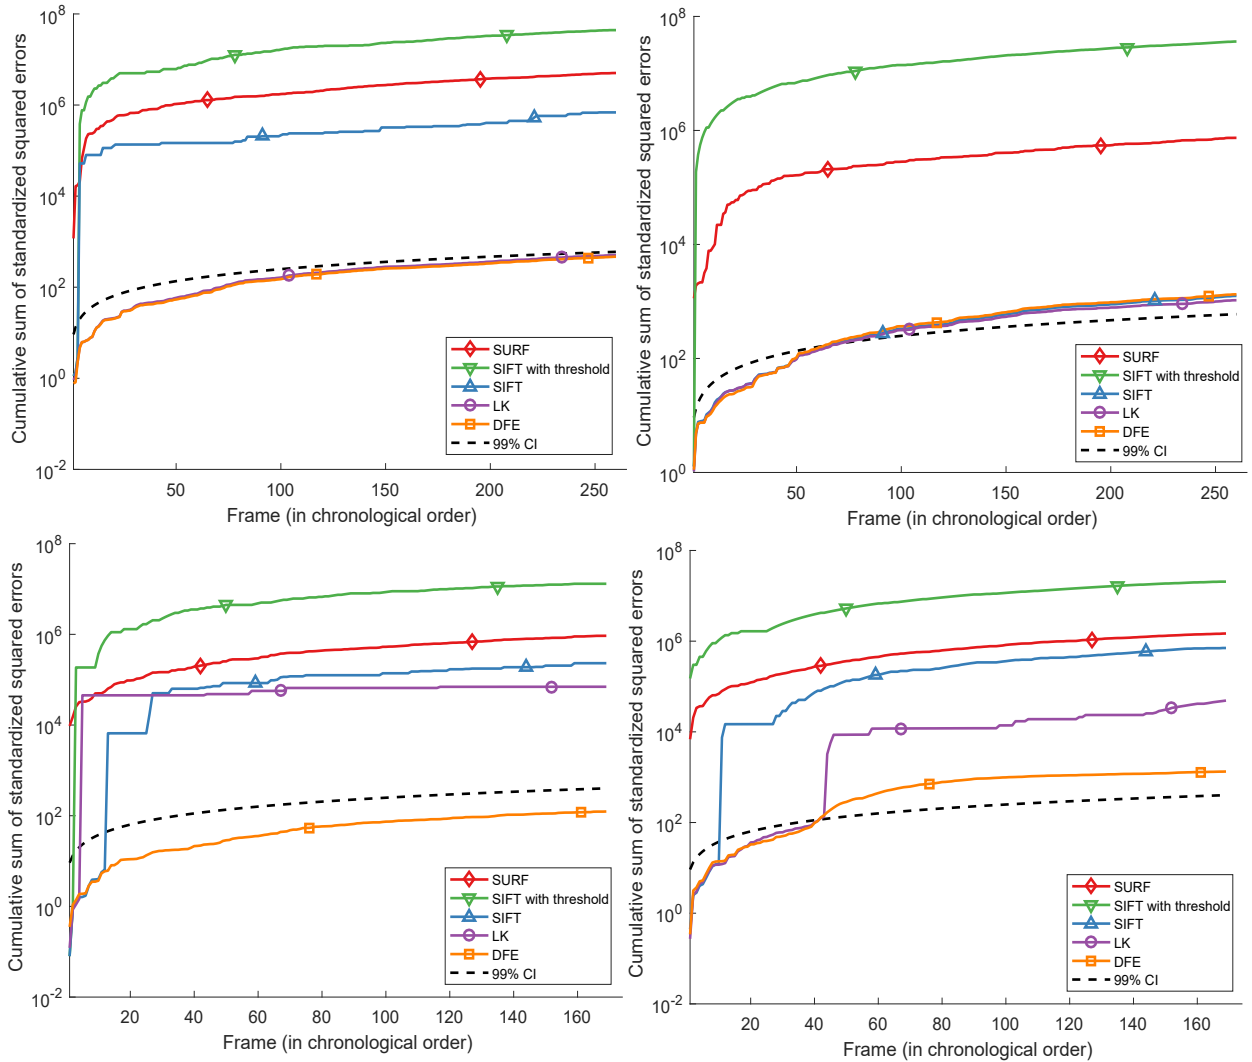 10^8
10^6
10^4
10^2
10^0
10^-2
Cumulative sum of standardized squared errors
50 100 150 200 250
Frame (in chronological order)
SURF
SIFT with threshold
SIFT
LK
DFE
99% CI
10^8
10^6
10^4
10^2
10^0
Cumulative sum of standardized squared errors
50 100 150 200 250
Frame (in chronological order)
SURF
SIFT with threshold
SIFT
LK
DFE
99% CI
10^8
10^6
10^4
10^2
10^0
10^-2
Cumulative sum of standardized squared errors
20 40 60 80 100 120 140 160
Frame (in chronological order)
SURF
SIFT with threshold
SIFT
LK
DFE
99% CI
10^8
10^6
10^4
10^2
10^0
10^-2
Cumulative sum of standardized squared errors
20 40 60 80 100 120 140 160
Frame (in chronological order)
SURF
SIFT with threshold
SIFT
LK
DFE
99% CI